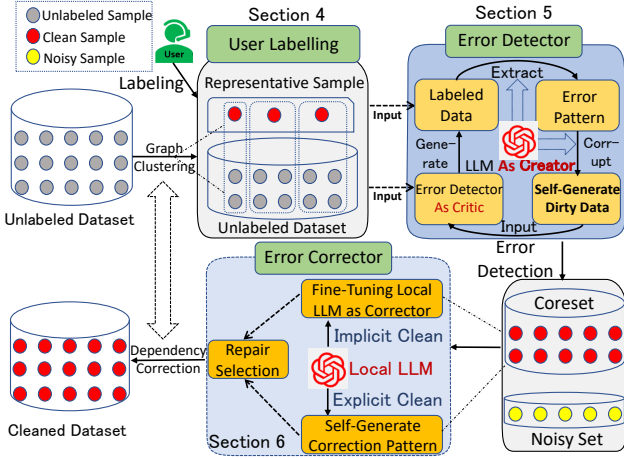 Unlabeled Sample
Clean Sample
Noisy Sample
User
Labeling
Section 4
User Labelling
Representative Sample
Unlabeled Dataset
Graph
Clustering
Unlabeled Dataset
Input
Input
Section 5
Error Detector
Labeled
Data
Extract
Error
Pattern
Gene-
rate
LLM As Creator
Corr-
upt
Error Detector
As Critic
Self-Generate
Dirty Data
Input
Error
Detection
Coreset
Noisy Set
Error Corrector
Fine-Tuning Local
LLM as Corrector
Implicit Clean
Local LLM
Explicit Clean
Self-Generate
Correction Pattern
Repair
Selection
Section 6
Dependency
Correction
Cleaned Dataset